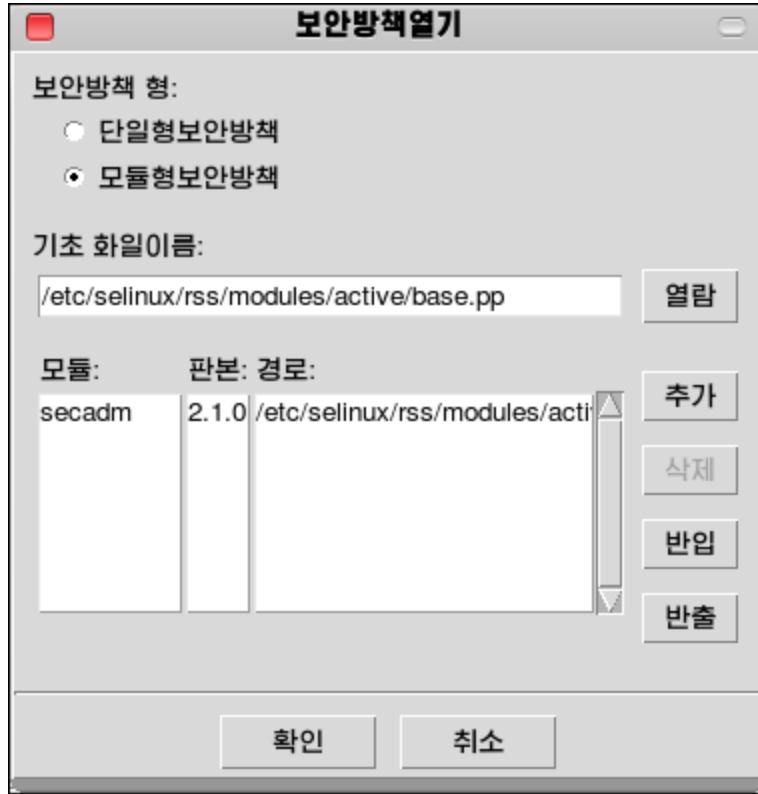 보안방책열기
보안방책 형:
단일형보안방책
모듈형보안방책
기초 화일이름:
/etc/selinux/rss/modules/active/base.pp
열람
모듈: 판본: 경로:
secadm 2.1.0 /etc/selinux/rss/modules/acti
추가
삭제
반입
반출
확인 취소